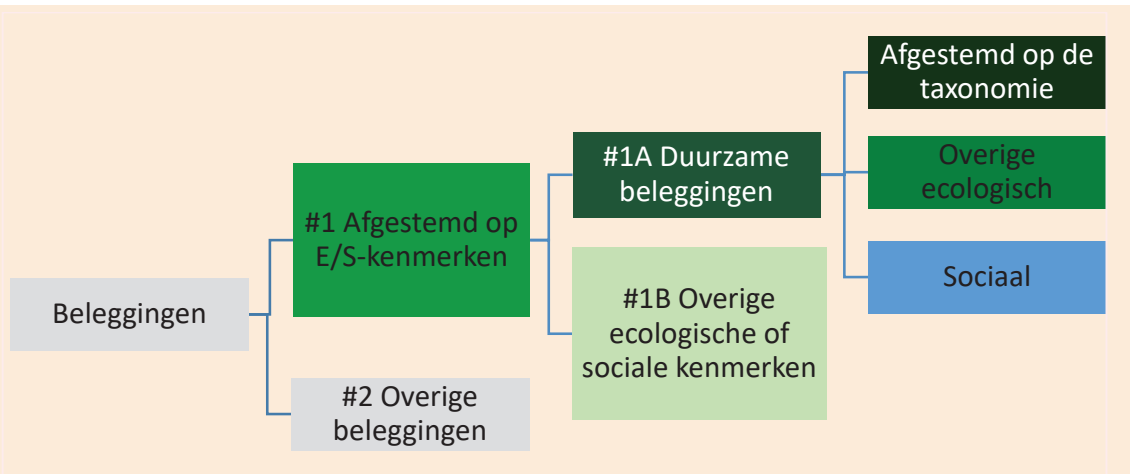 Beleggingen
#1 Afgestemd op
E/S-kenmerken
#2 Overige
beleggingen
#1A Duurzame
beleggingen
#1B Overige
ecologische of
sociale kenmerken
Afgestemd op de
taxonomie
Overige
ecologisch
Sociaal